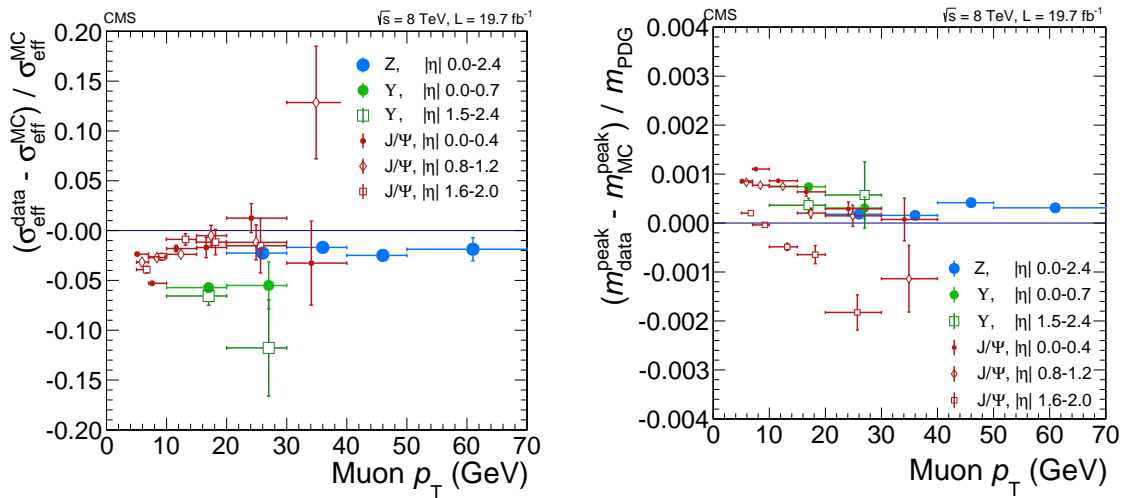 CMS
√s = 8 TeV, L = 19.7 fb⁻¹
(σ_eff^data - σ_eff^MC) / σ_eff^MC
0.20
0.15
0.10
0.05
-0.00
-0.05
-0.10
-0.15
-0.20
Z, |η| 0.0-2.4
Υ, |η| 0.0-0.7
Υ, |η| 1.5-2.4
J/Ψ, |η| 0.0-0.4
J/Ψ, |η| 0.8-1.2
J/Ψ, |η| 1.6-2.0
0 10 20 30 40 50 60 70
Muon p_T (GeV)
CMS
√s = 8 TeV, L = 19.7 fb⁻¹
(m_data^peak - m_MC^peak) / m_PDG
0.004
0.003
0.002
0.001
0.000
-0.001
-0.002
-0.003
-0.004
Z, |η| 0.0-2.4
Υ, |η| 0.0-0.7
Υ, |η| 1.5-2.4
J/Ψ, |η| 0.0-0.4
J/Ψ, |η| 0.8-1.2
J/Ψ, |η| 1.6-2.0
0 10 20 30 40 50 60 70
Muon p_T (GeV)